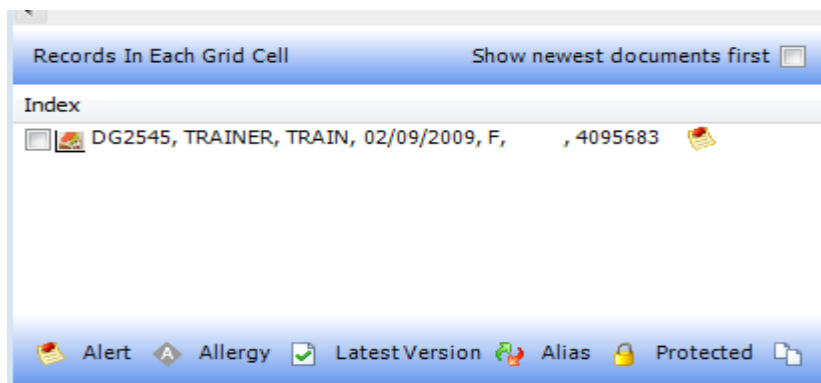 Records In Each Grid Cell Show newest documents first
Index
DG2545, TRAINER, TRAIN, 02/09/2009, F, , 4095683
Alert A Allergy Latest Version Alias Protected